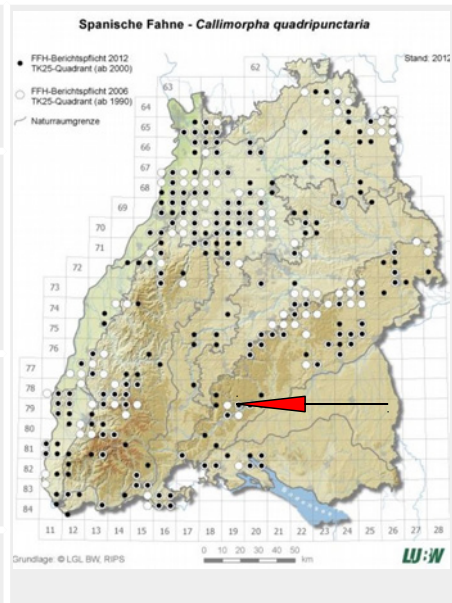 Spanische Fahne - Callimorpha quadripunctaria
FFH-Berichtspflicht 2012
TK25-Quadrant (ab 2000)
FFH-Berichtspflicht 2006
TK25-Quadrant (ab 1990)
Naturraumgrenze
Stand: 2012
62
63
64
65
66
67
68
69
70
71
72
73
74
75
76
77
78
79
80
81
82
83
84
11 12 13 14 15 16 17 18 19 20 21 22 23 24 25 26 27 28
0 10 20 30 40 50
km
Grundlage: © LGL BW, RIPS
LUBW